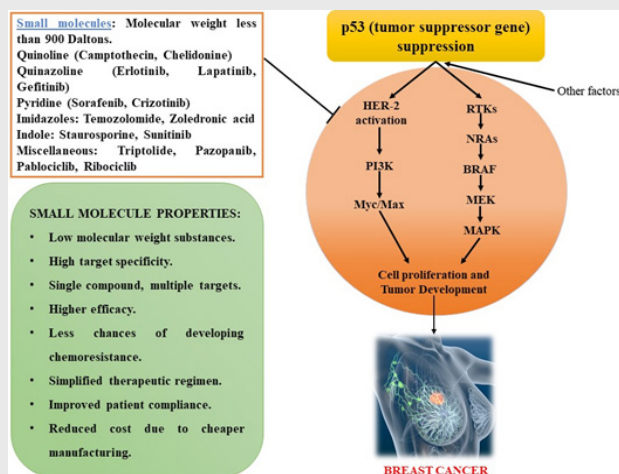 Small molecules: Molecular weight less
than 900 Daltons.
Quinoline (Camptothecin, Chelidonine)
Quinazoline (Erlotinib, Lapatinib,
Gefitinib)
Pyridine (Sorafenib, Crizotinib)
Imidazoles: Temozolomide, Zoledronic acid
Indole: Staurosporine, Sunitinib
Miscellaneous: Triptolide, Pazopanib,
Pablociclib, Ribociclib
SMALL MOLECULE PROPERTIES:
• Low molecular weight substances.
• High target specificity.
• Single compound, multiple targets.
• Higher efficacy.
• Less chances of developing
chemoresistance.
• Simplified therapeutic regimen.
• Improved patient compliance.
• Reduced cost due to cheaper
manufacturing.
p53 (tumor suppressor gene)
suppression
Other factors
HER-2
activation
PI3K
Myc/Max
RTKs
NRAs
BRAF
MEK
MAPK
Cell proliferation and
Tumor Development
BREAST CANCER